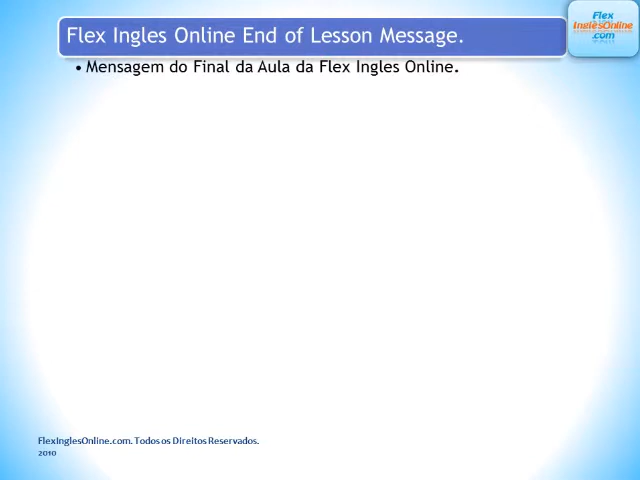 Flex Ingles Online End of Lesson Message.
Flex
InglesOnline
.com
• Mensagem do Final da Aula da Flex Ingles Online.
FlexInglesOnline.com. Todos os Direitos Reservados.
2010